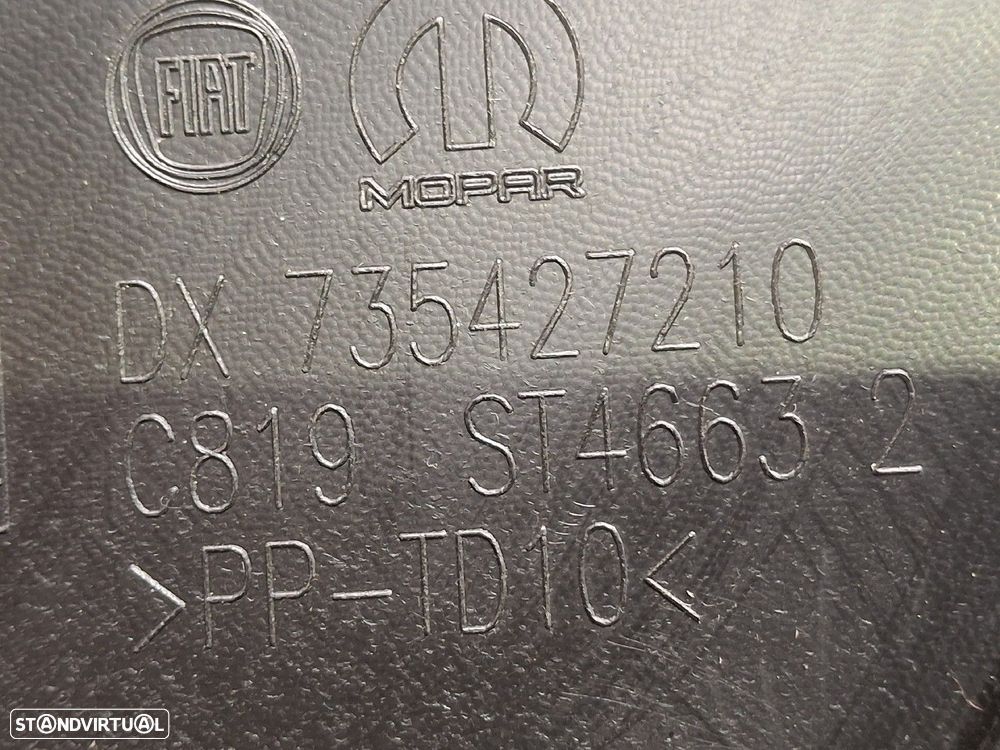 FIAT
MOPAR
DX 735427210
C819 ST4663 2
>PP-TD10<
STANDVIRTUAL